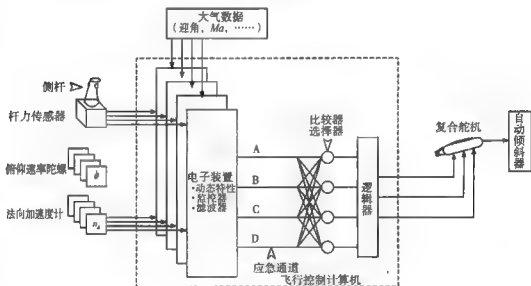 大气数据
(迎角, Ma, ……)
侧杆
杆力传感器
俯仰速率陀螺
法向加速度计
电子装置
•动态特性
•监控器
•滤波器
A
B
C
D
应急通道
比较器
选择器
逻辑器
飞行控制计算机
复合舵机
自动倾斜器